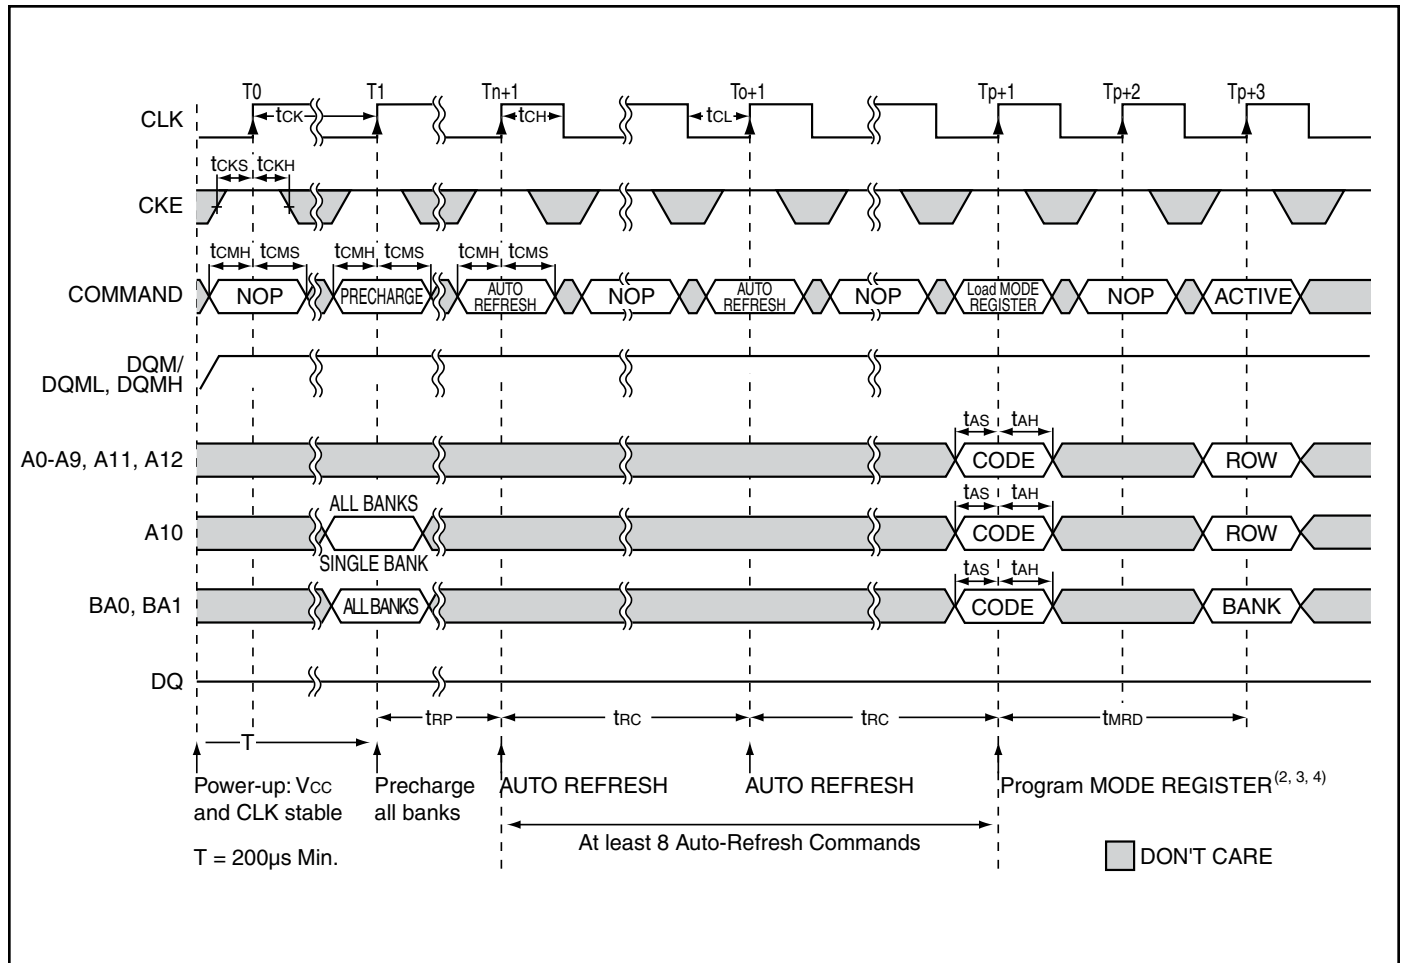 T0 T1 Tn+1 To+1 Tp+1 Tp+2 Tp+3
CLK tCK tCH tCL
tCKS tCKH
CKE
tCMH tCMS tCMH tCMS tCMH tCMS
COMMAND NOP PRECHARGE AUTO REFRESH NOP AUTO REFRESH NOP Load MODE REGISTER NOP ACTIVE
DQM/
DQML, DQMH
tAS tAH
A0-A9, A11, A12 CODE ROW
ALL BANKS tAS tAH
A10 CODE ROW
SINGLE BANK tAS tAH
BA0, BA1 ALL BANKS CODE BANK
DQ
tRP tRC tRC tMRD
T
Power-up: VCC
and CLK stable
Precharge
all banks
AUTO REFRESH AUTO REFRESH Program MODE REGISTER(2, 3, 4)
At least 8 Auto-Refresh Commands
T = 200µs Min.
DON'T CARE